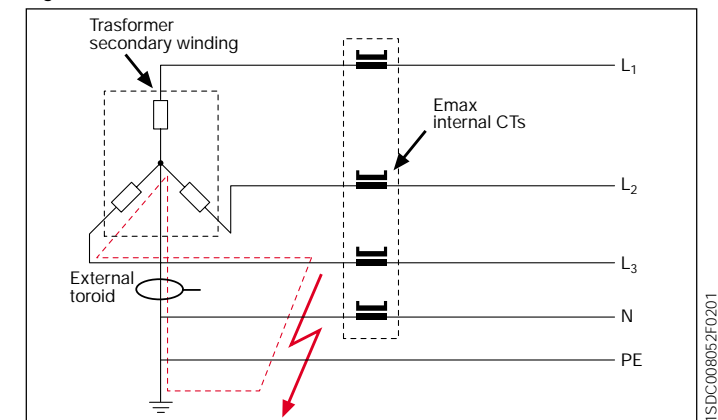 Trasformer
secondary winding
L1
Emax
internal CTs
L2
L3
External
toroid
N
PE
1SDC008052F0201